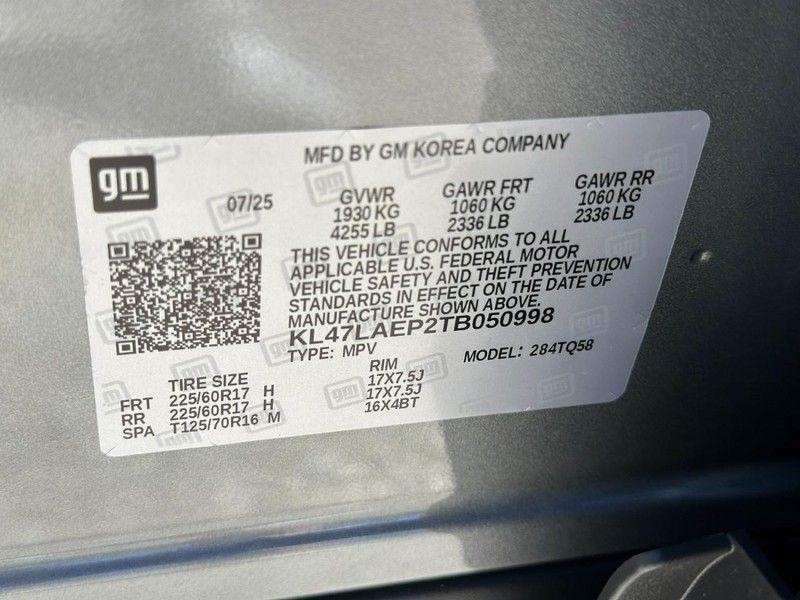 gm
MFD BY GM KOREA COMPANY
07/25
GVWR GAWR FRT GAWR RR
1930 KG 1060 KG 1060 KG
4255 LB 2336 LB 2336 LB
THIS VEHICLE CONFORMS TO ALL
APPLICABLE U.S. FEDERAL MOTOR
VEHICLE SAFETY AND THEFT PREVENTION
STANDARDS IN EFFECT ON THE DATE OF
MANUFACTURE SHOWN ABOVE.
KL47LAEP2TB050998
TYPE: MPV MODEL: 284TQ58
TIRE SIZE RIM
FRT 225/60R17 H 17X7.5J
RR 225/60R17 H 17X7.5J
SPA T125/70R16 M 16X4BT